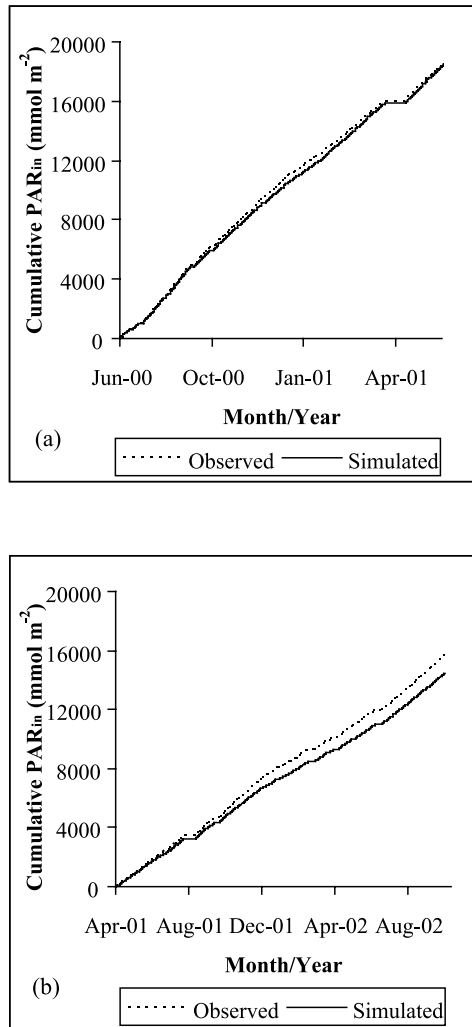 20000
16000
12000
8000
4000
0
Cumulative PARin (mmol m-2)
Jun-00 Oct-00 Jan-01 Apr-01
Month/Year
(a)
Observed Simulated
20000
16000
12000
8000
4000
0
Cumulative PARin (mmol m-2)
Apr-01 Aug-01 Dec-01 Apr-02 Aug-02
Month/Year
(b)
Observed Simulated